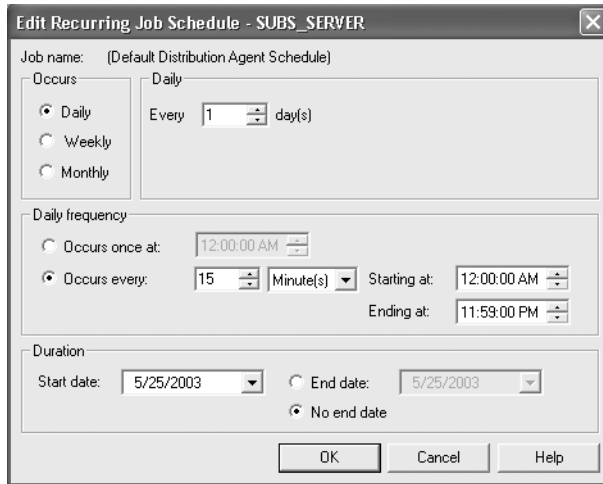 Edit Recurring Job Schedule - SUBS_SERVER
Job name: (Default Distribution Agent Schedule)
Occurs Daily
Daily Every 1 day(s)
Weekly
Monthly
Daily frequency
Occurs once at: 12:00:00 AM
Occurs every: 15 Minute(s) Starting at: 12:00:00 AM
Ending at: 11:59:00 PM
Duration
Start date: 5/25/2003 End date: 5/25/2003
No end date
OK Cancel Help